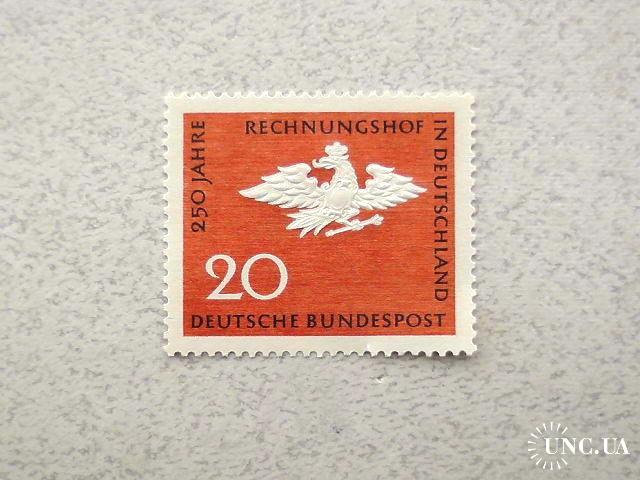 250 JAHRE
RECHNUNGSHOF
IN DEUTSCHLAND
20
DEUTSCHE BUNDESPOST
UNC.UA